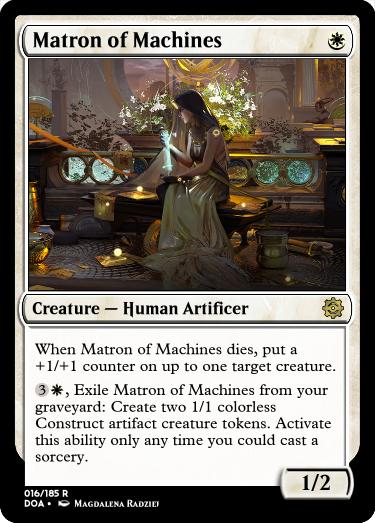 Matron of Machines
Creature — Human Artificer
When Matron of Machines dies, put a
+1/+1 counter on up to one target creature.
3, Exile Matron of Machines from your
graveyard: Create two 1/1 colorless
Construct artifact creature tokens. Activate
this ability only any time you could cast a
sorcery.
1/2
016/185 R
DOA • Magdalena Radziej